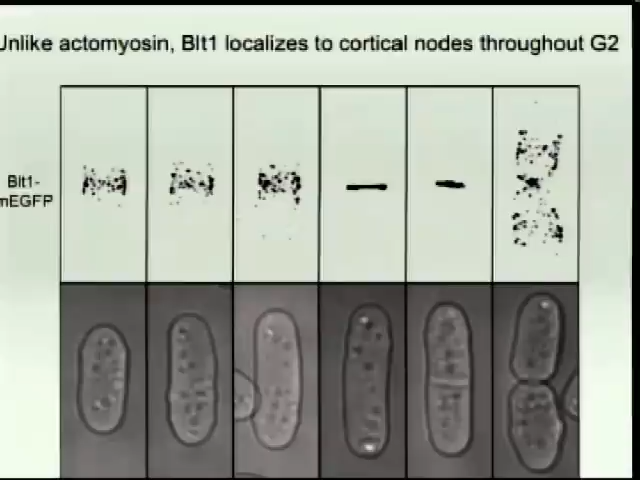 Unlike actomyosin, Blt1 localizes to cortical nodes throughout G2
Blt1-
mEGFP